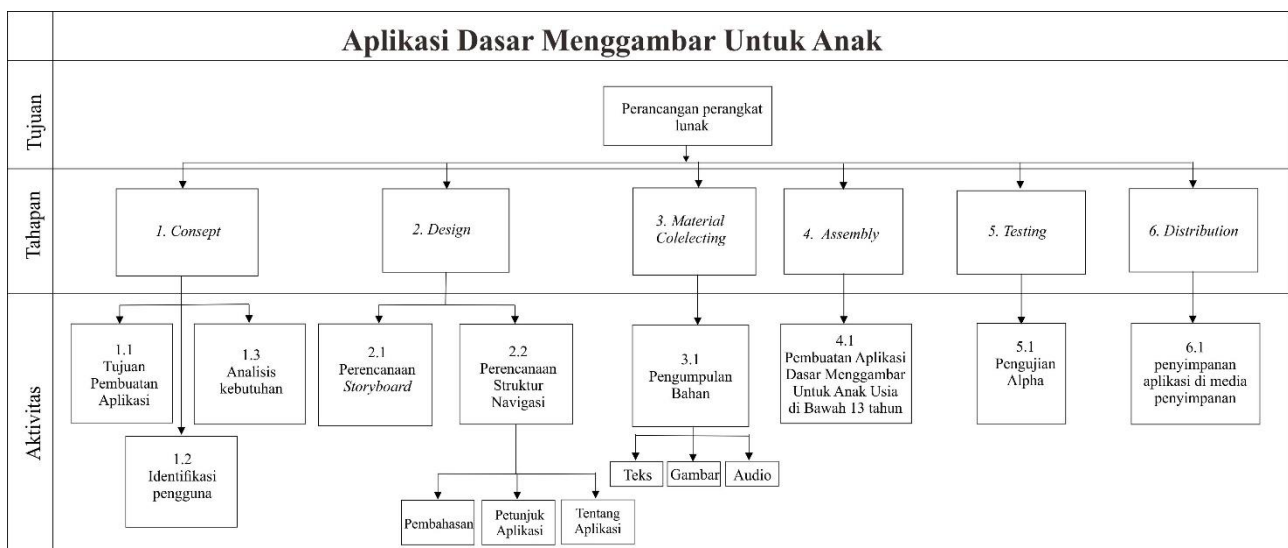 Aplikasi Dasar Menggambar Untuk Anak
Tujuan
Perancangan perangkat
lunak
Tahapan
1. Consept
2. Design
3. Material
Colelecting
4. Assembly
5. Testing
6. Distribution
Aktivitas
1.1
Tujuan
Pembuatan
Aplikasi
1.3
Analisis
kebutuhan
1.2
Identifikasi
pengguna
2.1
Perencanaan
Storyboard
2.2
Perencanaan
Struktur
Navigasi
Pembahasan
Petunjuk
Aplikasi
Tentang
Aplikasi
3.1
Pengumpulan
Bahan
Teks
Gambar
Audio
4.1
Pembuatan Aplikasi
Dasar Menggambar
Untuk Anak Usia
di Bawah 13 tahun
5.1
Pengujian
Alpha
6.1
penyimpanan
aplikasi di media
penyimpanan